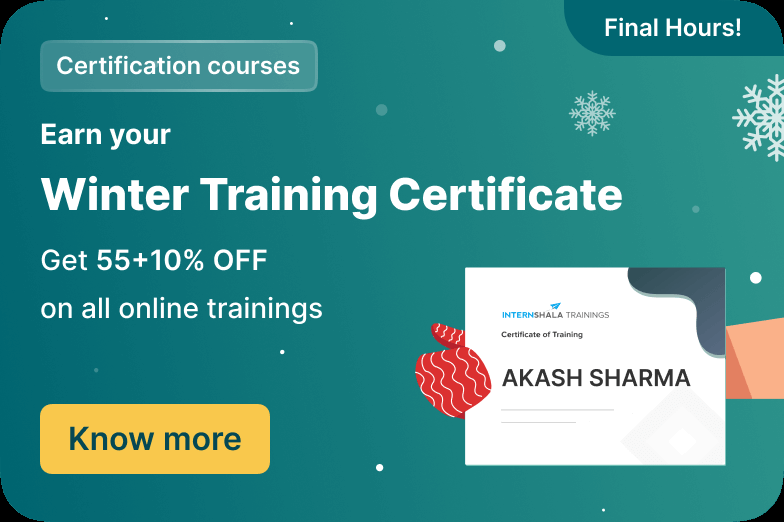 Final Hours!
Certification courses
Earn your
Winter Training Certificate
Get 55+10% OFF
on all online trainings
INTERNSHALA TRAININGS
Certificate of Training
AKASH SHARMA
Know more